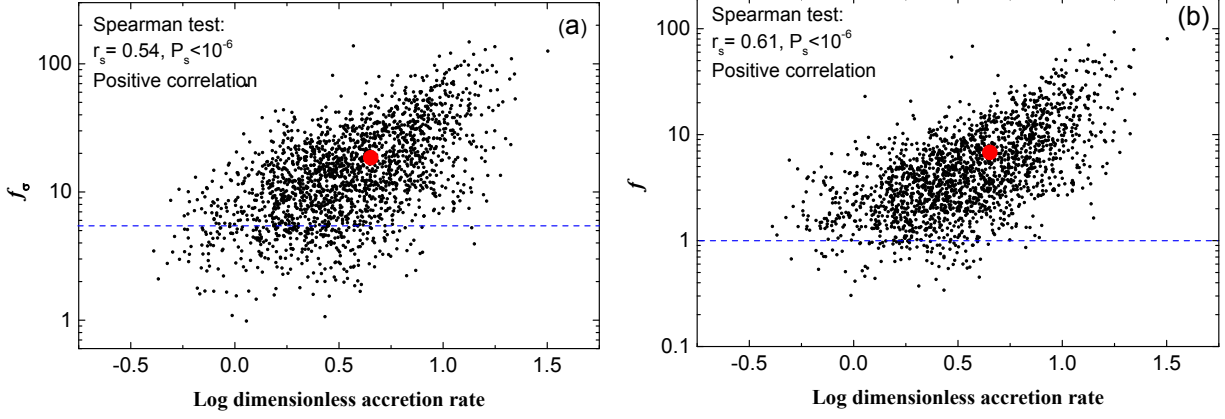 Spearman test:
r_s= 0.54, P_s<10^-6
Positive correlation
(a)
100
10
1
f_σ
-0.5 0.0 0.5 1.0 1.5
Log dimensionless accretion rate
Spearman test:
r_s= 0.61, P_s<10^-6
Positive correlation
(b)
100
10
1
0.1
f
-0.5 0.0 0.5 1.0 1.5
Log dimensionless accretion rate